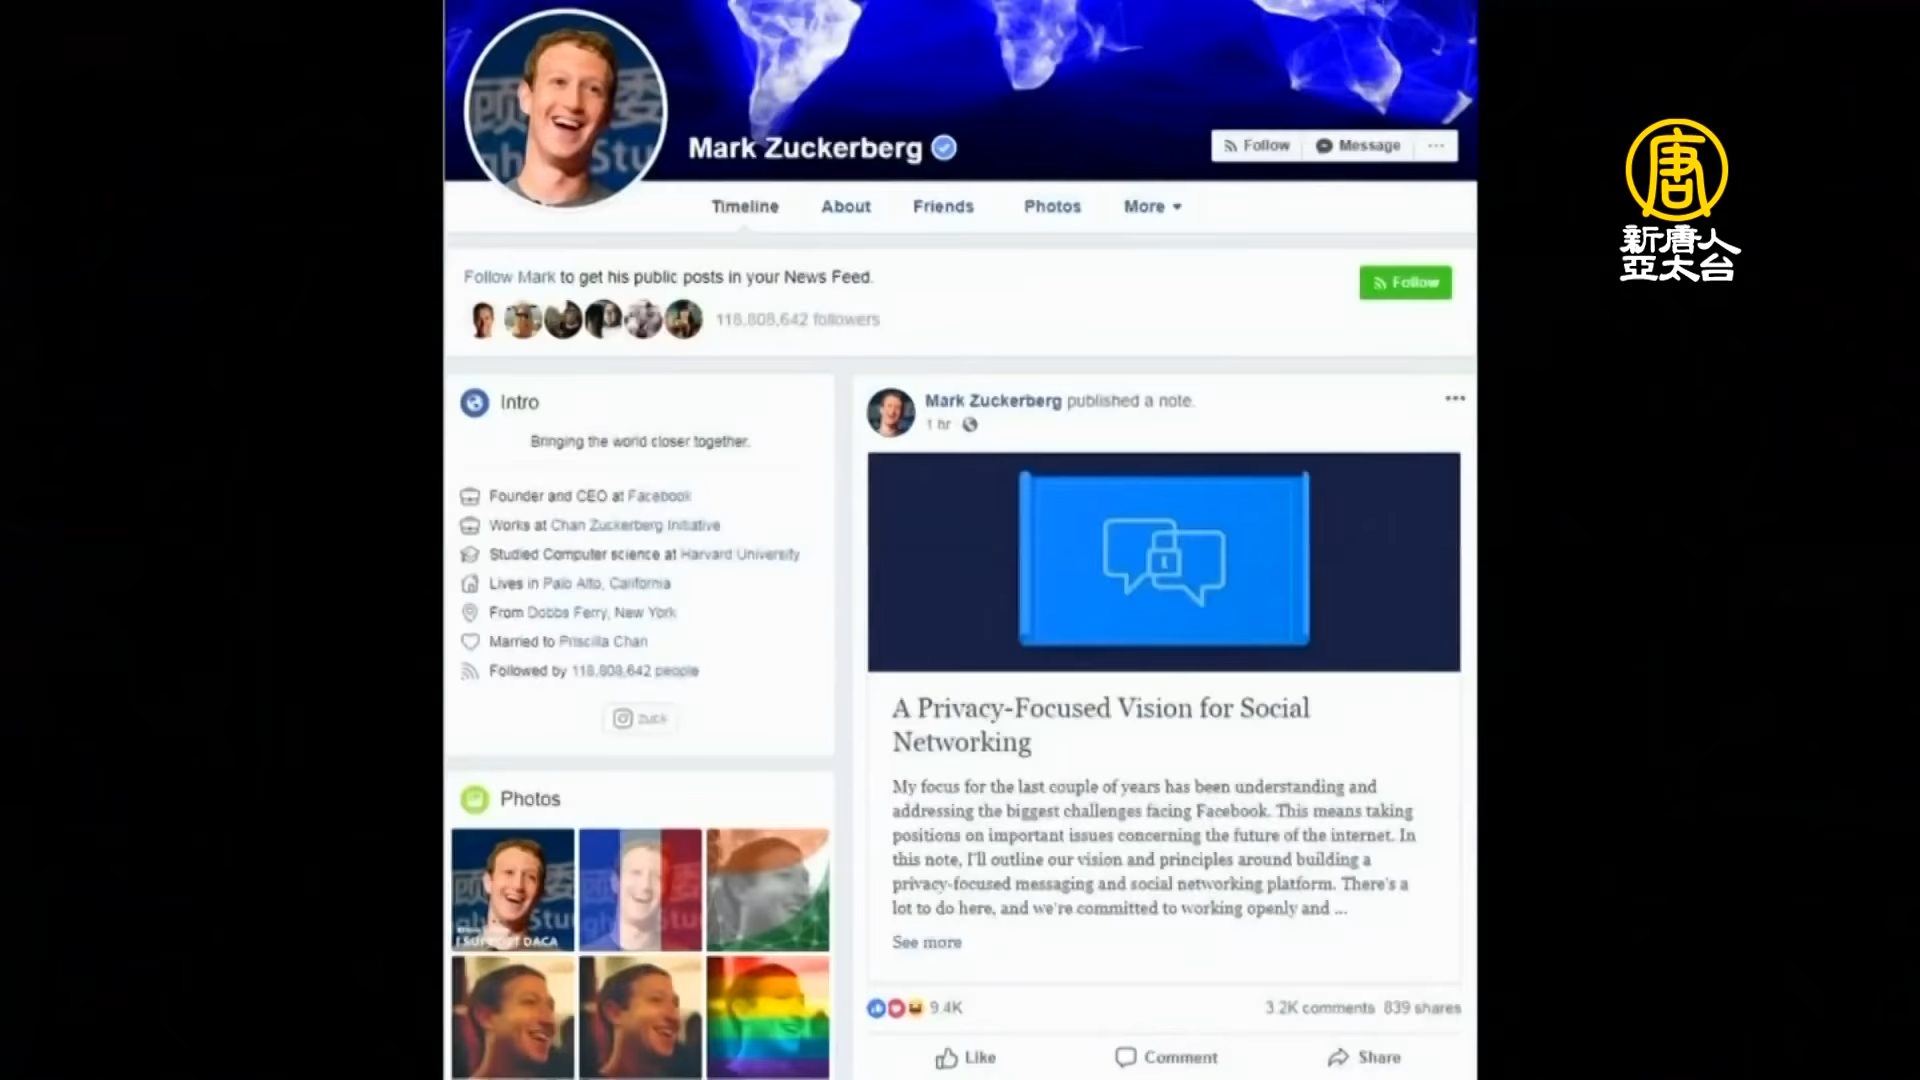 Mark Zuckerberg
Follow
Message
Timeline
About
Friends
Photos
More
Follow Mark to get his public posts in your News Feed.
Follow
118,808,642 followers
唐
新唐人
亞太台
Intro
Bringing the world closer together.
Founder and CEO at Facebook
Works at Chan Zuckerberg Initiative
Studied Computer science at Harvard University
Lives in Palo Alto, California
From Dobbs Ferry, New York
Married to Priscilla Chan
Followed by 118,808,642 people
zuck
Photos
I SUPPORT DACA
Mark Zuckerberg published a note.
1 hr
A Privacy-Focused Vision for Social
Networking
My focus for the last couple of years has been understanding and
addressing the biggest challenges facing Facebook. This means taking
positions on important issues concerning the future of the internet. In
this note, I'll outline our vision and principles around building a
privacy-focused messaging and social networking platform. There's a
lot to do here, and we're committed to working openly and ...
See more
9.4K
3.2K comments 839 shares
Like
Comment
Share